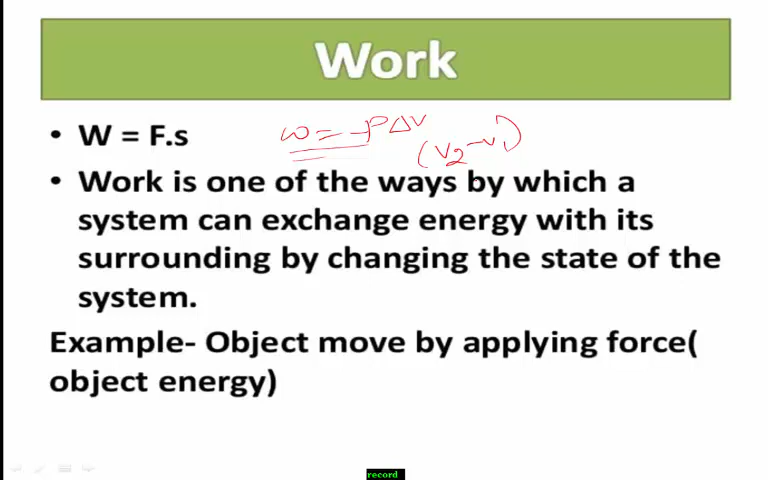 Work
• W = F.s
w = -PΔV
(V2-V1)
• Work is one of the ways by which a
system can exchange energy with its
surrounding by changing the state of the
system.
Example- Object move by applying force(
object energy)
record